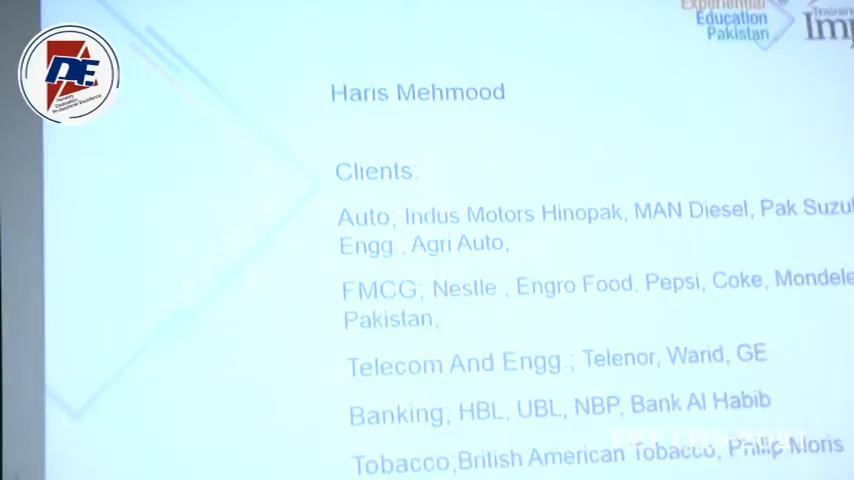 Experiential
Education
Pakistan
DE
Haris Mehmood
Clients:
Auto; Indus Motors Hinopak, MAN Diesel, Pak
Engg., Agri Auto,
FMCG; Nestle , Engro Food, Pepsi, Coke,
Pakistan,
Telecom And Engg.; Telenor, Warid, GE
Banking; HBL, UBL, NBP, Bank Al Habib
Tobacco;British American Tobacco, Philip Moris